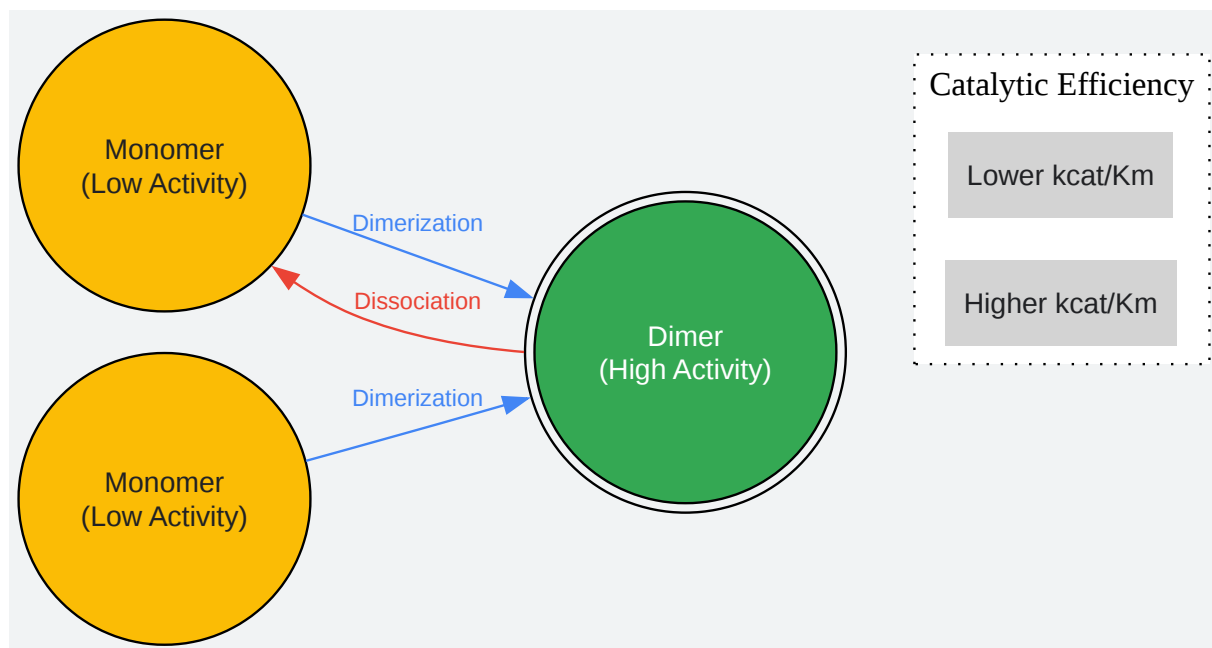 Monomer
(Low Activity)
Dimerization
Dissociation
Dimerization
Monomer
(Low Activity)
Dimer
(High Activity)
Catalytic Efficiency
Lower kcat/Km
Higher kcat/Km